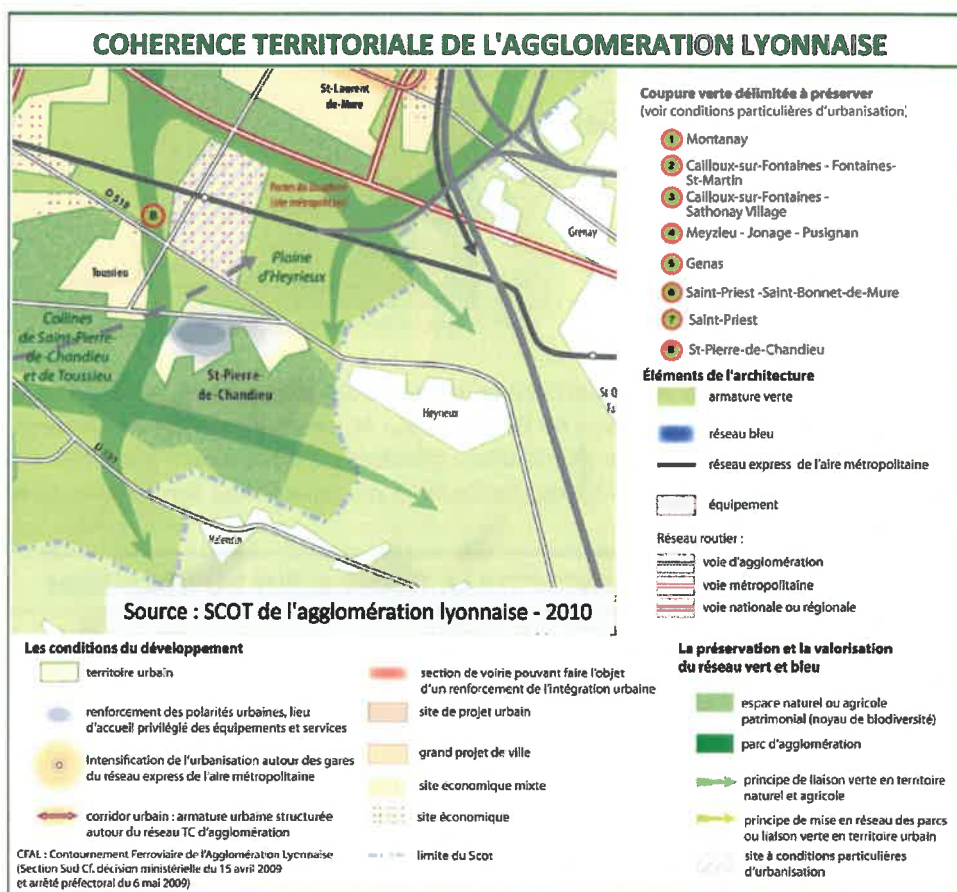 COHERENCE TERRITORIALE DE L'AGGLOMERATION LYONNAISE
St-Laurent
de-Mure
D 518
8
Grenay
Toussieu
Plaine
d'Heyrieux
Collines
de Saint-Pierre-
de-Chandieu
et de Toussieu
St-Pierre
de-Chandieu
Heyrieux
Valencin
Source : SCOT de l'agglomération lyonnaise - 2010
Coupure verte délimitée à préserver
(voir conditions particulières d'urbanisation)
1 Montanay
2 Cailloux-sur-Fontaines - Fontaines-
St-Martin
3 Cailloux-sur-Fontaines -
Sathonay Village
4 Meyzieu - Jonage - Pusignan
5 Genas
6 Saint-Priest -Saint-Bonnet-de-Mure
7 Saint-Priest
8 St-Pierre-de-Chandieu
Éléments de l'architecture
armature verte
réseau bleu
réseau express de l'aire métropolitaine
équipement
Réseau routier :
voie d'agglomération
voie métropolitaine
voie nationale ou régionale
Les conditions du développement
territoire urbain
renforcement des polarités urbaines, lieu
d'accueil privilégié des équipements et services
Intensification de l'urbanisation autour des gares
du réseau express de l'aire métropolitaine
corridor urbain : armature urbaine structurée
autour du réseau TC d'agglomération
CFAL : Contournement Ferroviaire de l'Agglomération Lyonnaise
(Section Sud Cf. décision ministérielle du 15 avril 2009
et arrêté préfectoral du 6 mai 2009)
section de voirie pouvant faire l'objet
d'un renforcement de l'intégration urbaine
site de projet urbain
grand projet de ville
site économique mixte
site économique
limite du Scot
La préservation et la valorisation
du réseau vert et bleu
espace naturel ou agricole
patrimonial (noyau de biodiversité)
parc d'agglomération
principe de liaison verte en territoire
naturel et agricole
principe de mise en réseau des parcs
ou liaison verte en territoire urbain
site à conditions particulières
d'urbanisation